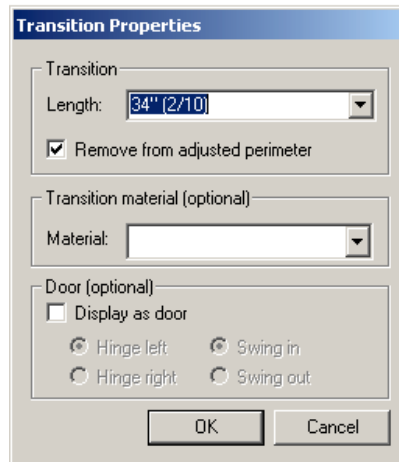 Transition Properties
Transition
Length: 34" (2/10)
Remove from adjusted perimeter
Transition material (optional)
Material:
Door (optional)
Display as door
Hinge left Swing in
Hinge right Swing out
OK Cancel